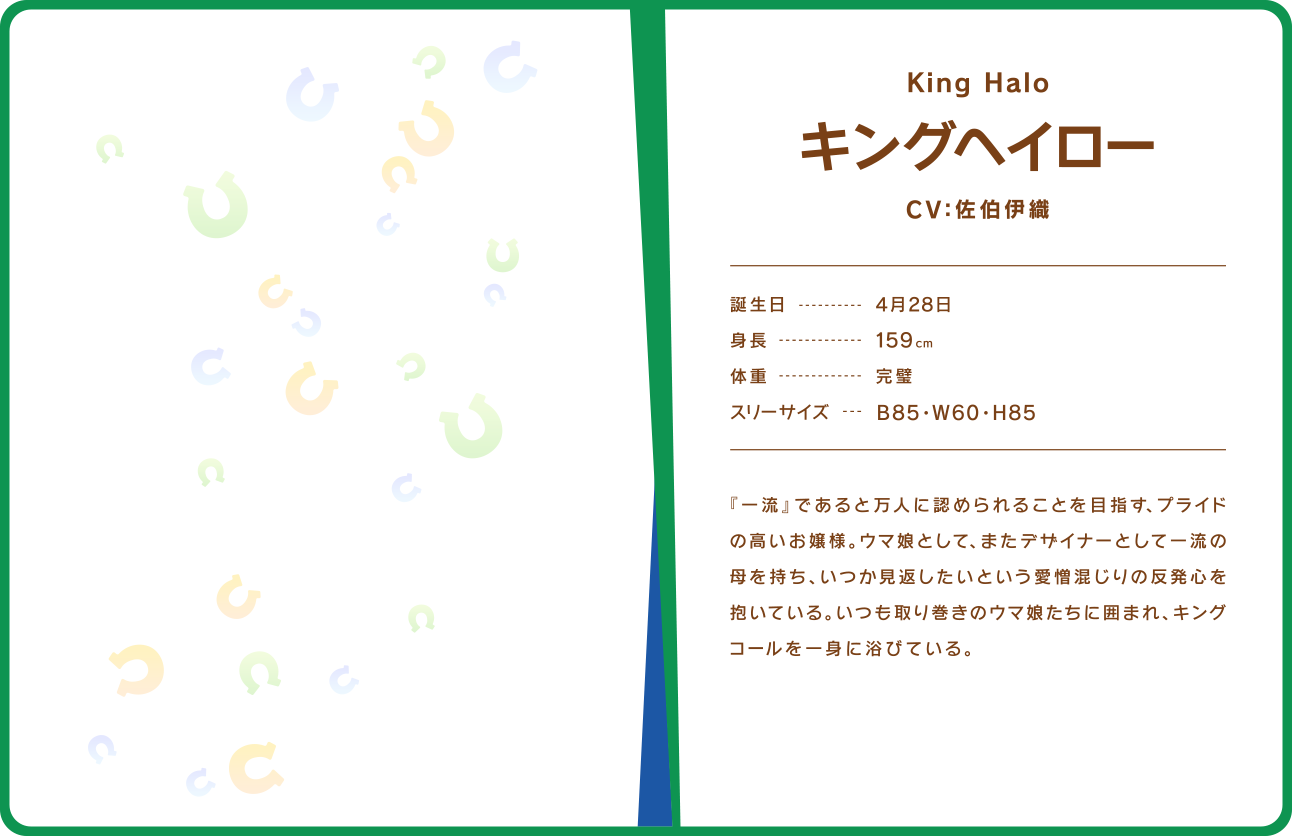 King Halo
キングヘイロー
CV:佐伯伊織
誕生日 ---------- 4月28日
身長 ------------- 159cm
体重 ------------- 完璧
スリーサイズ --- B85・W60・H85
『一流』であると万人に認められることを目指す、プライド
の高いお嬢様。ウマ娘として、またデザイナーとして一流の
母を持ち、いつか見返したいという愛憎混じりの反発心を
抱いている。いつも取り巻きのウマ娘たちに囲まれ、キング
コールを一身に浴びている。